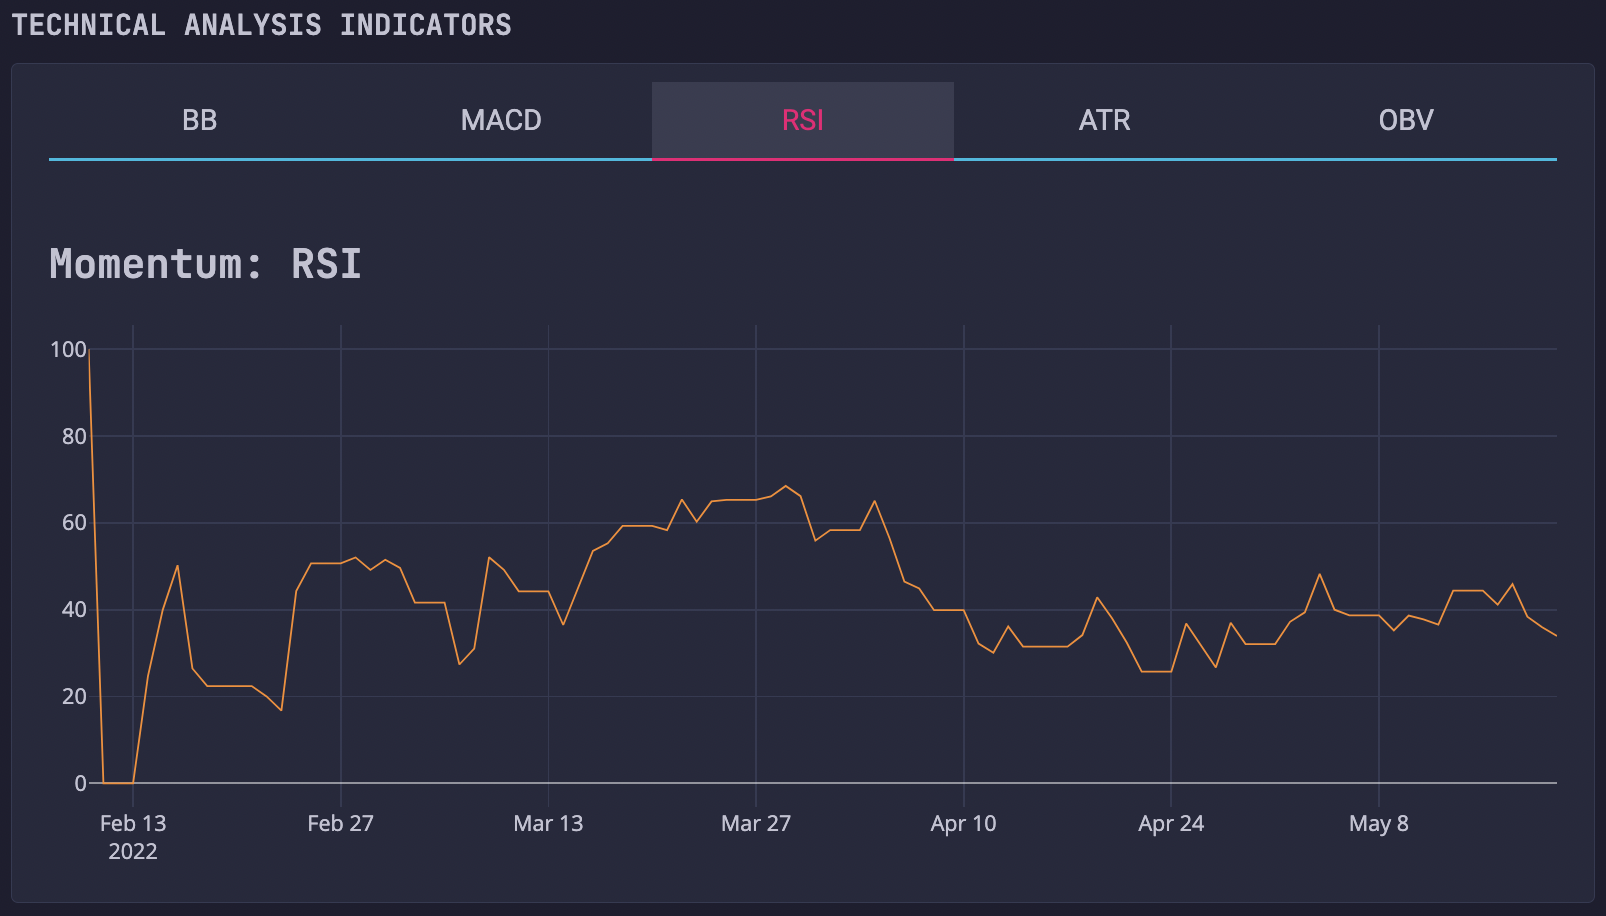 TECHNICAL ANALYSIS INDICATORS
BB MACD RSI ATR OBV
Momentum: RSI
100
80
60
40
20
0
Feb 13 Feb 27 Mar 13 Mar 27 Apr 10 Apr 24 May 8
2022